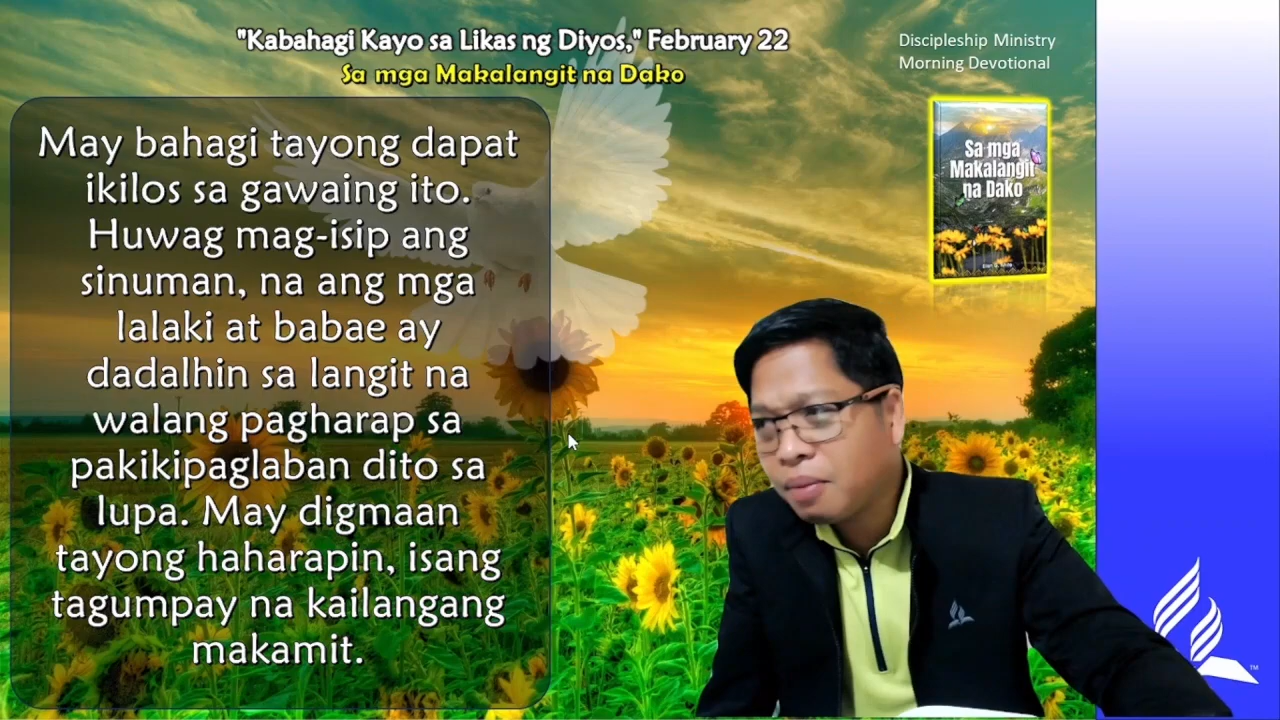 "Kabahagi Kayo sa Likas ng Diyos," February 22
Sa mga Makalangit na Dako
Discipleship Ministry
Morning Devotional
Sa mga
Makalangit
na Dako
May bahagi tayong dapat
ikilos sa gawaing ito.
Huwag mag-isip ang
sinuman, na ang mga
lalaki at babae ay
dadalhin sa langit na
walang pagharap sa
pakikipaglaban dito sa
lupa. May digmaan
tayong haharapin, isang
tagumpay na kailangang
makamit.
TM